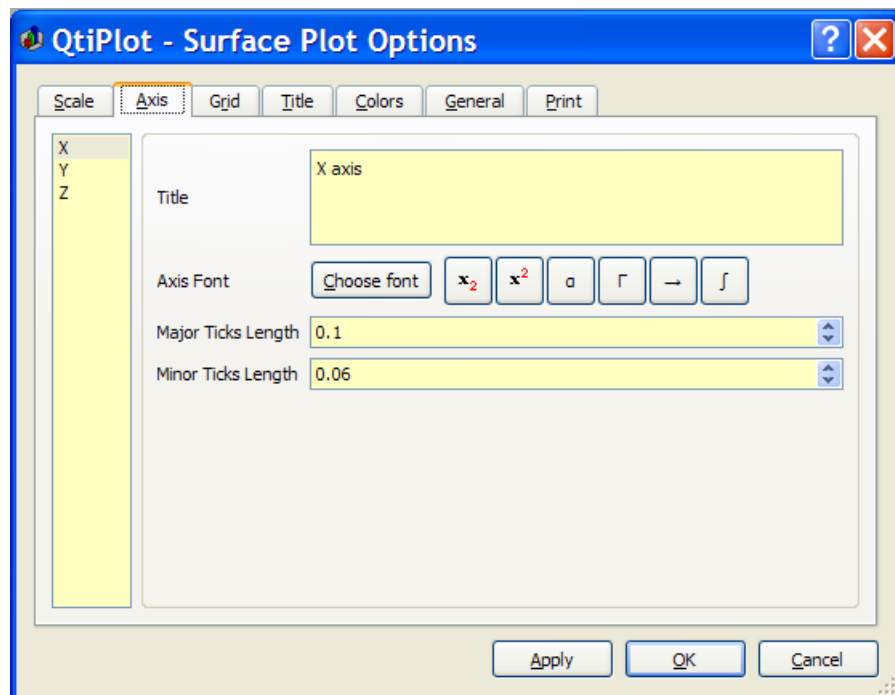 QtiPlot - Surface Plot Options
?
Scale Axis Grid Title Colors General Print
X
Y
Z
Title
X axis
Axis Font Choose font x₂ x² α Γ → ∫
Major Ticks Length 0.1
Minor Ticks Length 0.06
Apply OK Cancel